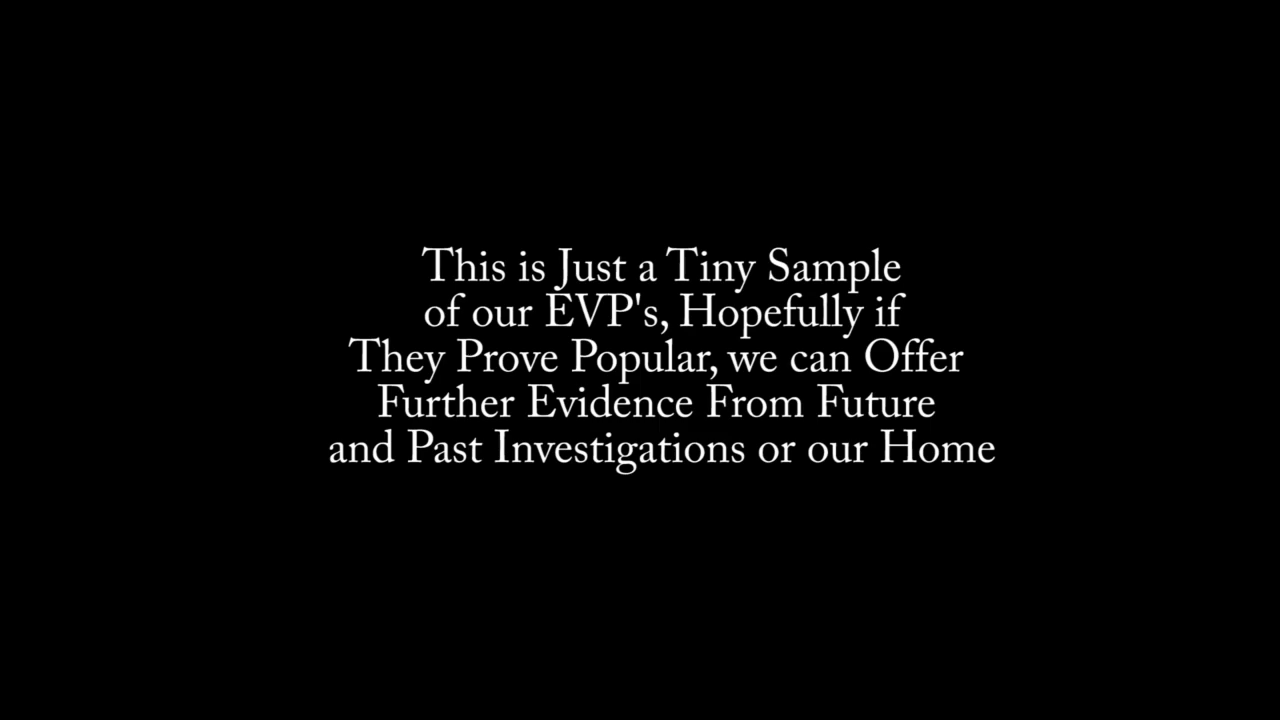 This is Just a Tiny Sample
of our EVP's, Hopefully if
They Prove Popular, we can Offer
Further Evidence From Future
and Past Investigations or our Home